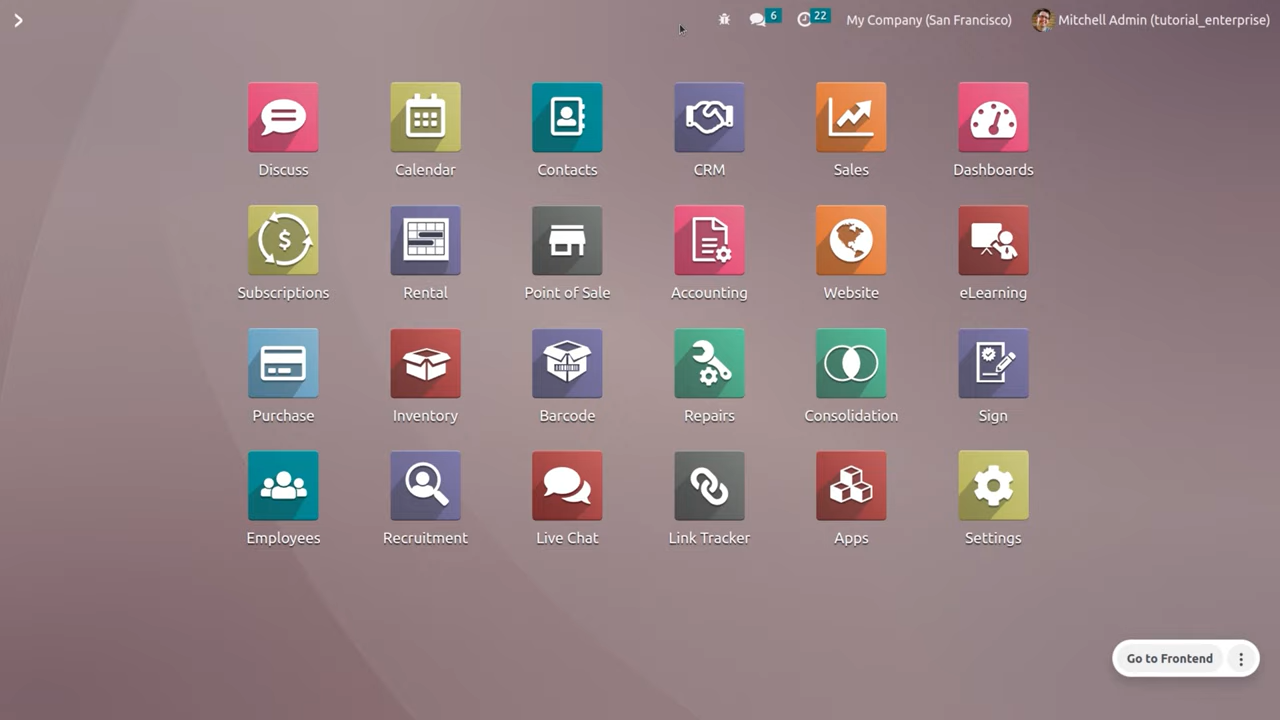 6
22
My Company (San Francisco)
Mitchell Admin (tutorial_enterprise)
Discuss
Calendar
Contacts
CRM
Sales
Dashboards
Subscriptions
Rental
Point of Sale
Accounting
Website
eLearning
Purchase
Inventory
Barcode
Repairs
Consolidation
Sign
Employees
Recruitment
Live Chat
Link Tracker
Apps
Settings
Go to Frontend